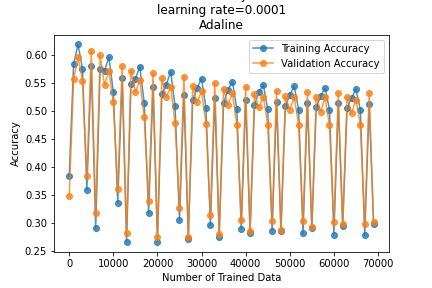 learning rate=0.0001
Adaline
Training Accuracy
Validation Accuracy
Accuracy
0.60
0.55
0.50
0.45
0.40
0.35
0.30
0.25
0 10000 20000 30000 40000 50000 60000 70000
Number of Trained Data